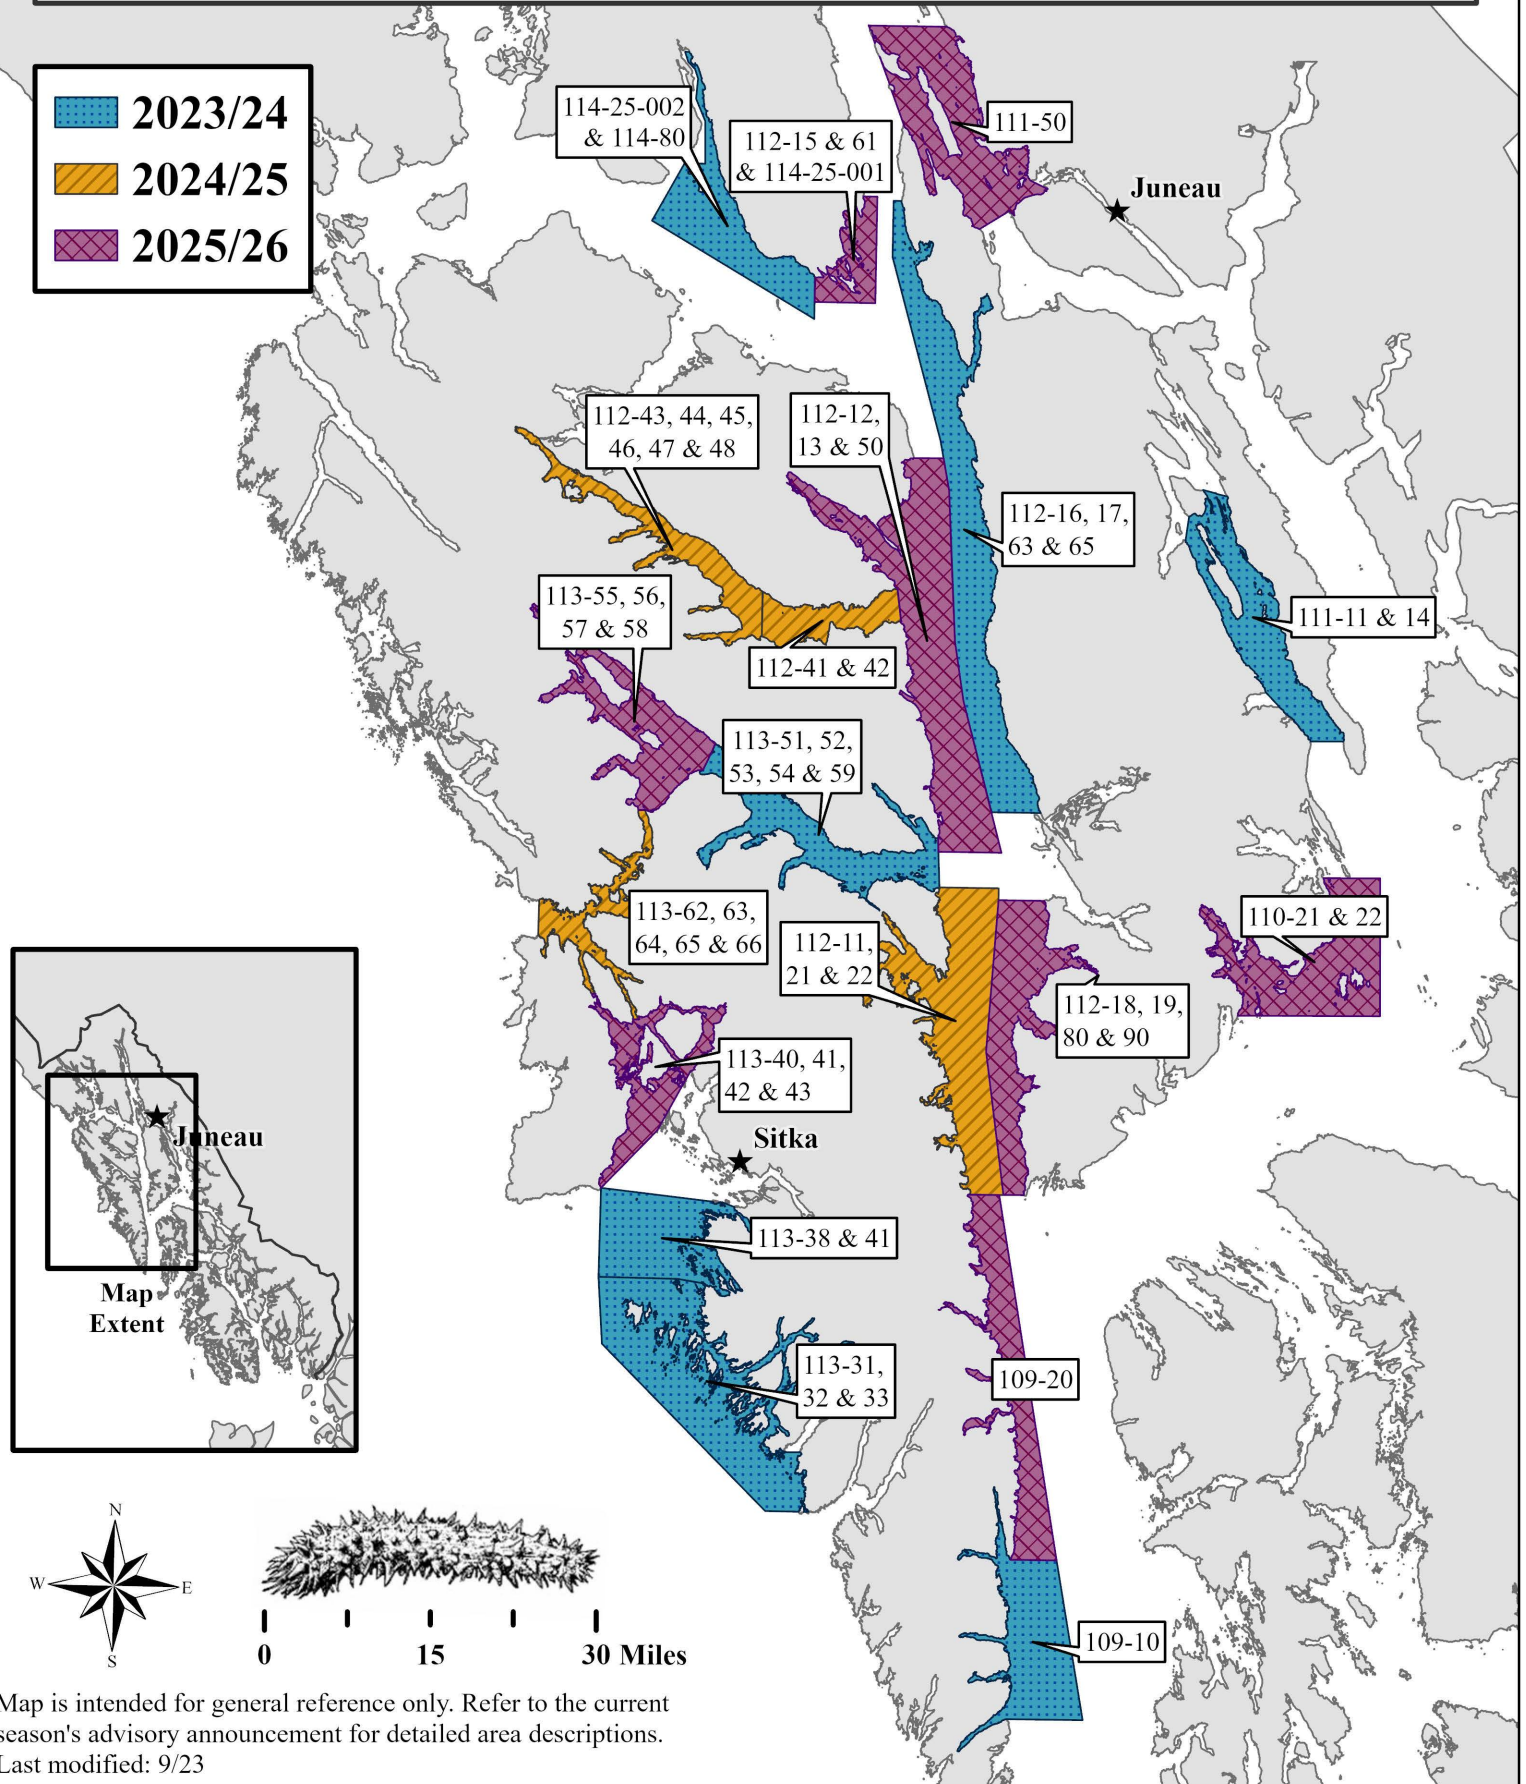 2023/24
2024/25
2025/26
114-25-002
& 114-80
112-15 & 61
& 114-25-001
111-50
Juneau
112-43, 44, 45,
46, 47 & 48
112-12,
13 & 50
112-16, 17,
63 & 65
113-55, 56,
57 & 58
111-11 & 14
112-41 & 42
113-51, 52,
53, 54 & 59
113-62, 63,
64, 65 & 66
112-11,
21 & 22
110-21 & 22
112-18, 19,
80 & 90
113-40, 41,
42 & 43
Sitka
Juneau
113-38 & 41
Map
Extent
113-31,
32 & 33
109-20
N
W
E
S
0
15
30 Miles
109-10
Map is intended for general reference only. Refer to the current
season's advisory announcement for detailed area descriptions.
Last modified: 9/23